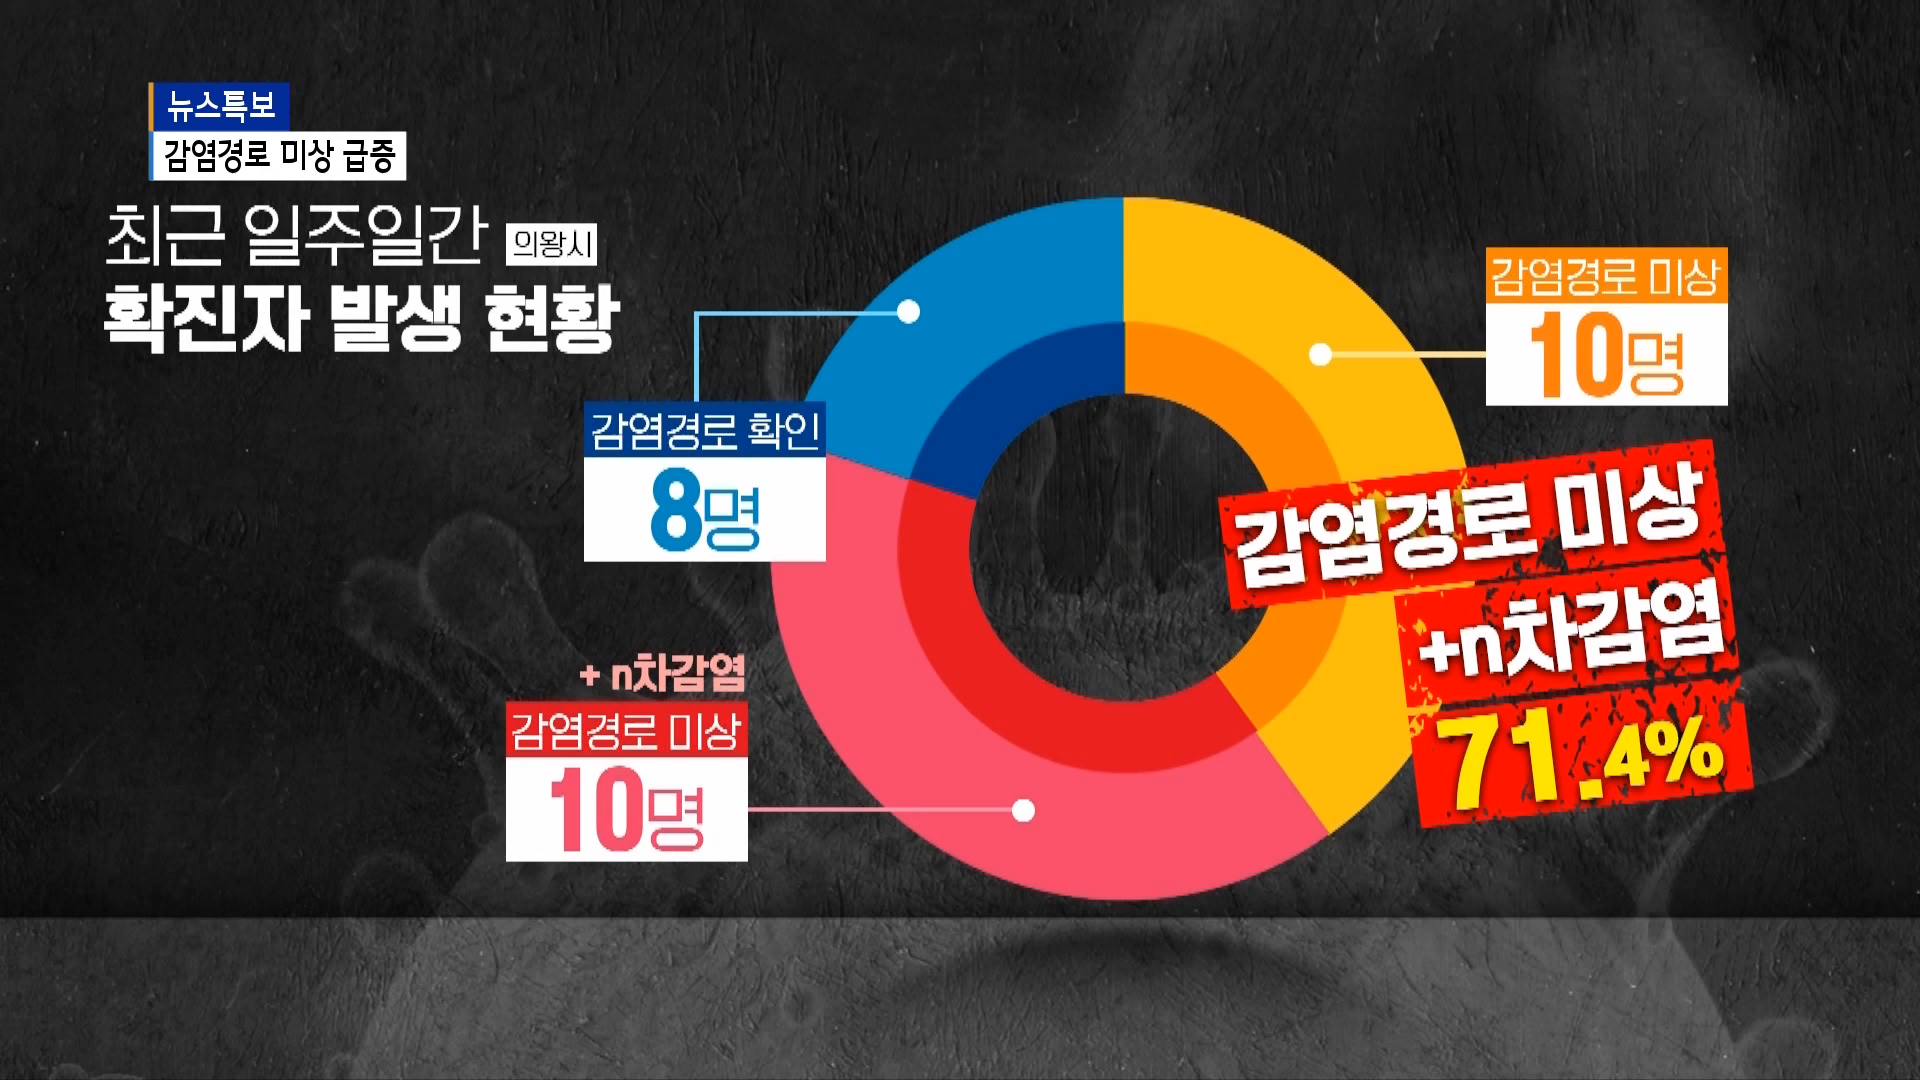 뉴스특보
감염경로 미상 급증
최근 일주일간 의왕시
확진자 발생 현황
감염경로 미상
10명
감염경로 확인
8명
감염경로 미상
+n차감염
71.4%
+ n차감염
감염경로 미상
10명